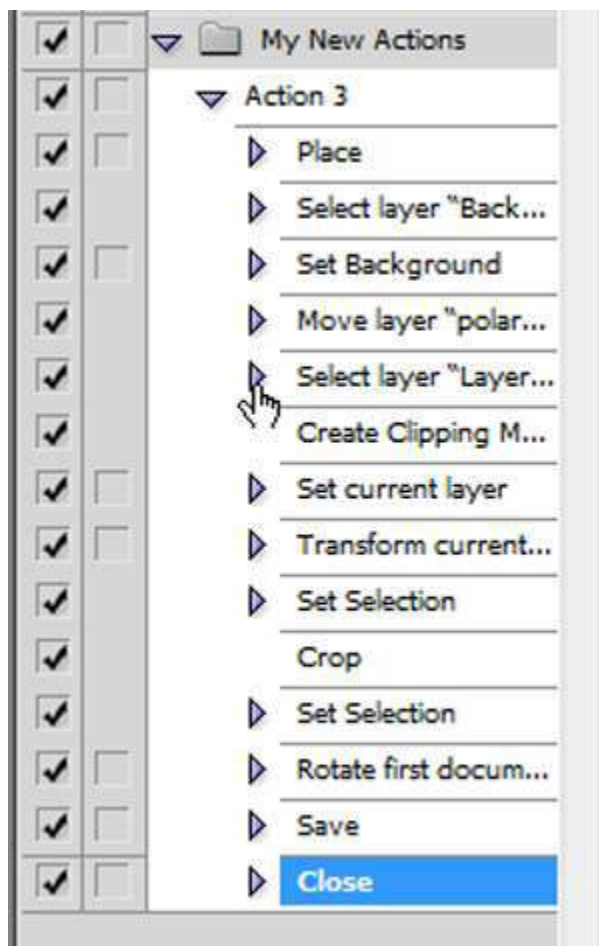 My New Actions
Action 3
Place
Select layer "Back...
Set Background
Move layer "polar...
Select layer "Layer...
Create Clipping M...
Set current layer
Transform current...
Set Selection
Crop
Set Selection
Rotate first docum...
Save
Close